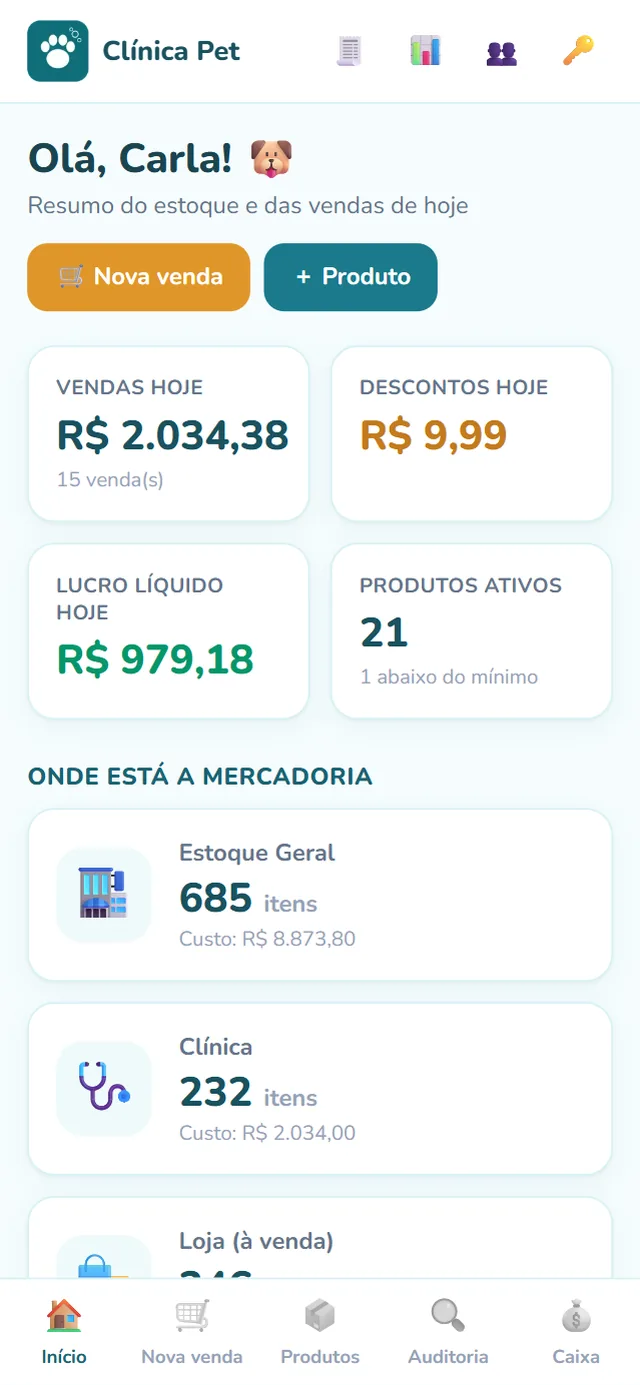 Clínica Pet
Olá, Carla!
Resumo do estoque e das vendas de hoje
Nova venda
+ Produto
VENDAS HOJE
R$ 2.034,38
15 venda(s)
DESCONTOS HOJE
R$ 9,99
LUCRO LÍQUIDO
HOJE
R$ 979,18
PRODUTOS ATIVOS
21
1 abaixo do mínimo
ONDE ESTÁ A MERCADORIA
Estoque Geral
685 itens
Custo: R$ 8.873,80
Clínica
232 itens
Custo: R$ 2.034,00
Loja (à venda)
Início
Nova venda
Produtos
Auditoria
Caixa